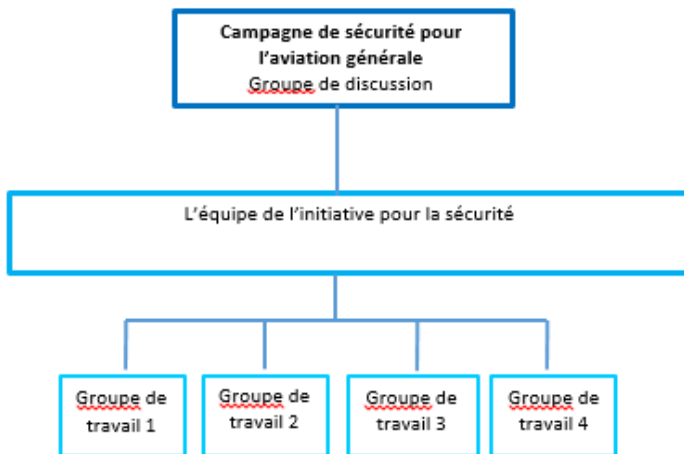 Campagne de sécurité pour
l'aviation générale
Groupe de discussion
L'équipe de l'initiative pour la sécurité
Groupe de
travail 1
Groupe de
travail 2
Groupe de
travail 3
Groupe de
travail 4